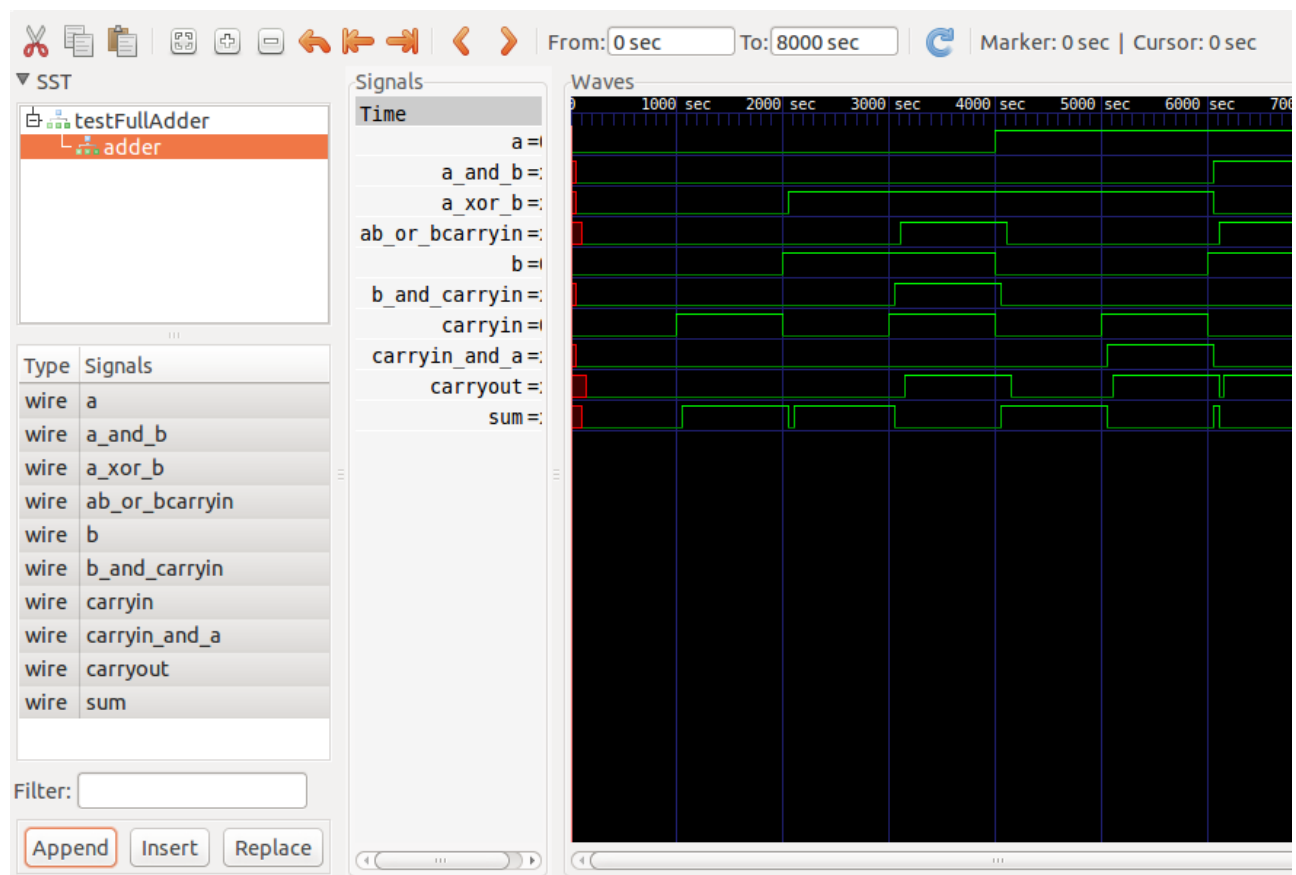 From: 0 sec To: 8000 sec Marker: 0 sec | Cursor: 0 sec
SST
testFullAdder
adder
Type Signals
wire a
wire a_and_b
wire a_xor_b
wire ab_or_bcarryin
wire b
wire b_and_carryin
wire carryin
wire carryin_and_a
wire carryout
wire sum
Filter:
Append Insert Replace
Signals
Time
a=
a_and_b=
a_xor_b=
ab_or_bcarryin=
b=
b_and_carryin=
carryin=
carryin_and_a=
carryout=
sum=
Waves
1000 sec 2000 sec 3000 sec 4000 sec 5000 sec 6000 sec 700